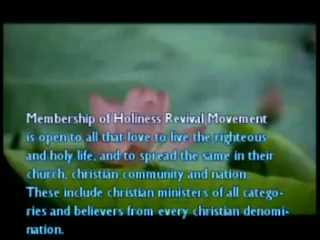 Membership of Holiness Revival Movement
is open to all that love to live the righteous
and holy life, and to spread the same in their
church, christian community and nation.
These include christian ministers of all catego-
ries and believers from every christian denomi-
nation.